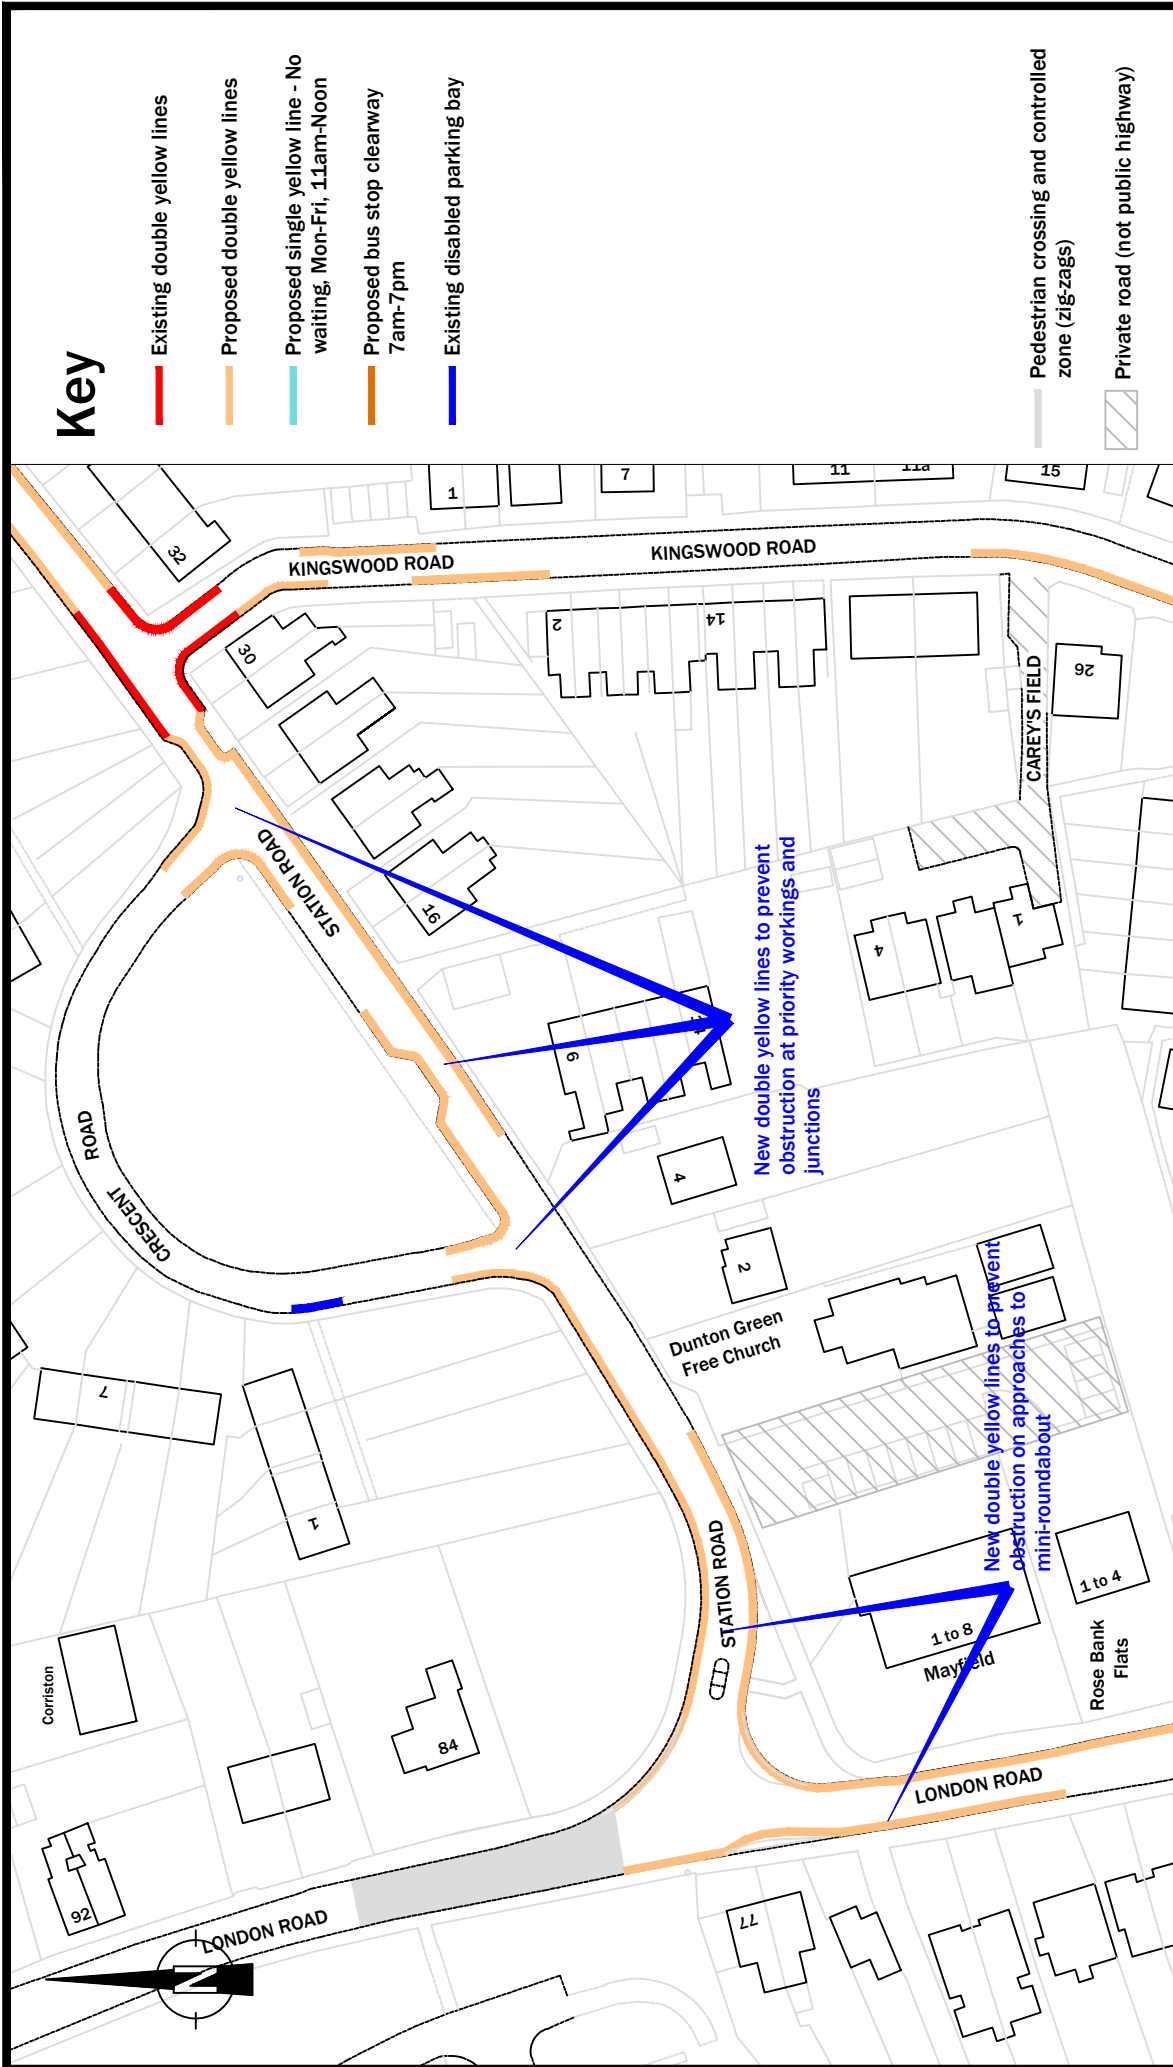 Key
Existing double yellow lines
Proposed double yellow lines
Proposed single yellow line - No
waiting, Mon-Fri, 11am-Noon
Proposed bus stop clearway
7am-7pm
Existing disabled parking bay
Pedestrian crossing and controlled
zone (zig-zags)
Private road (not public highway)
32
1
7
11
11a
15
KINGSWOOD ROAD
KINGSWOOD ROAD
30
2
14
26
CAREY'S FIELD
STATION ROAD
16
4
1
6
4
2
New double yellow lines to prevent
obstruction at priority workings and
junctions
ROAD
CRESCENT
Dunton Green
Free Church
7
1
New double yellow lines to prevent
obstruction on approaches to
mini-roundabout
STATION ROAD
1 to 8
Mayfield
1 to 4
Rose Bank
Flats
Corriston
84
92
LONDON ROAD
LONDON ROAD
77
N